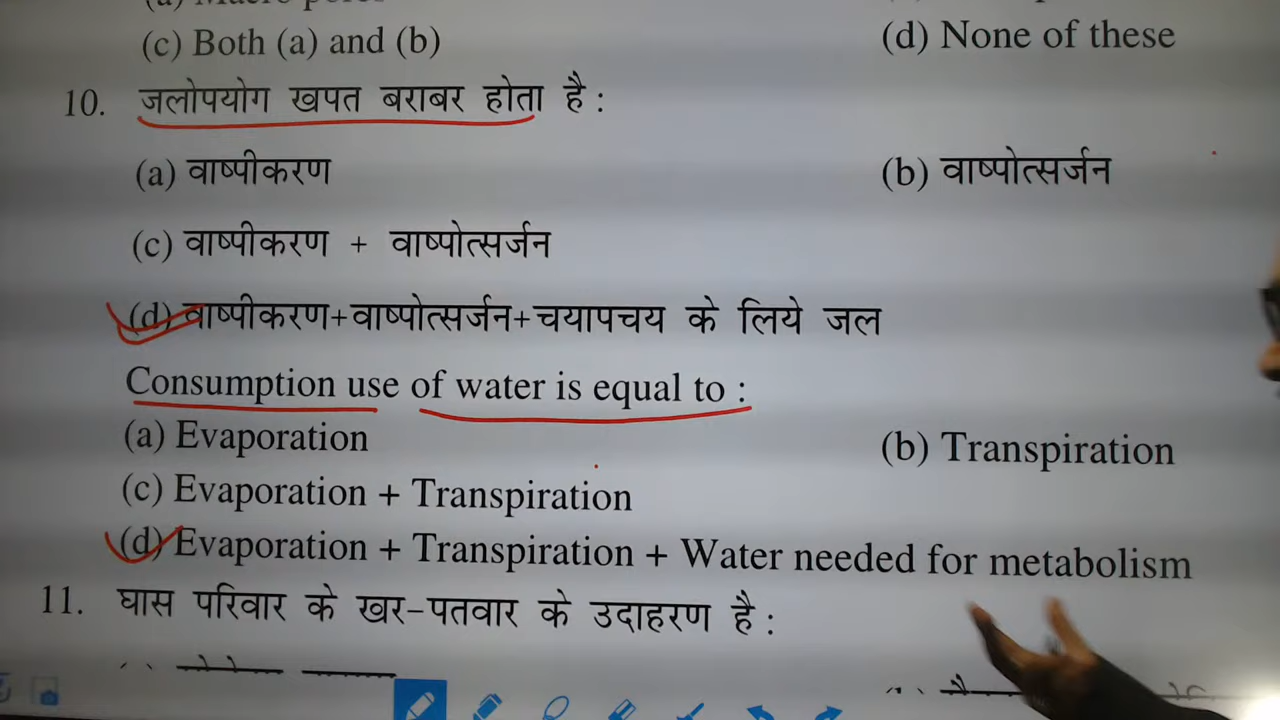 (c) Both (a) and (b) (d) None of these
10. जलोपयोग खपत बराबर होता है :
(a) वाष्पीकरण (b) वाष्पोत्सर्जन
(c) वाष्पीकरण + वाष्पोत्सर्जन
(d) वाष्पीकरण+वाष्पोत्सर्जन+चयापचय के लिये जल
Consumption use of water is equal to :
(a) Evaporation (b) Transpiration
(c) Evaporation + Transpiration
(d) Evaporation + Transpiration + Water needed for metabolism
11. घास परिवार के खर-पतवार के उदाहरण है :